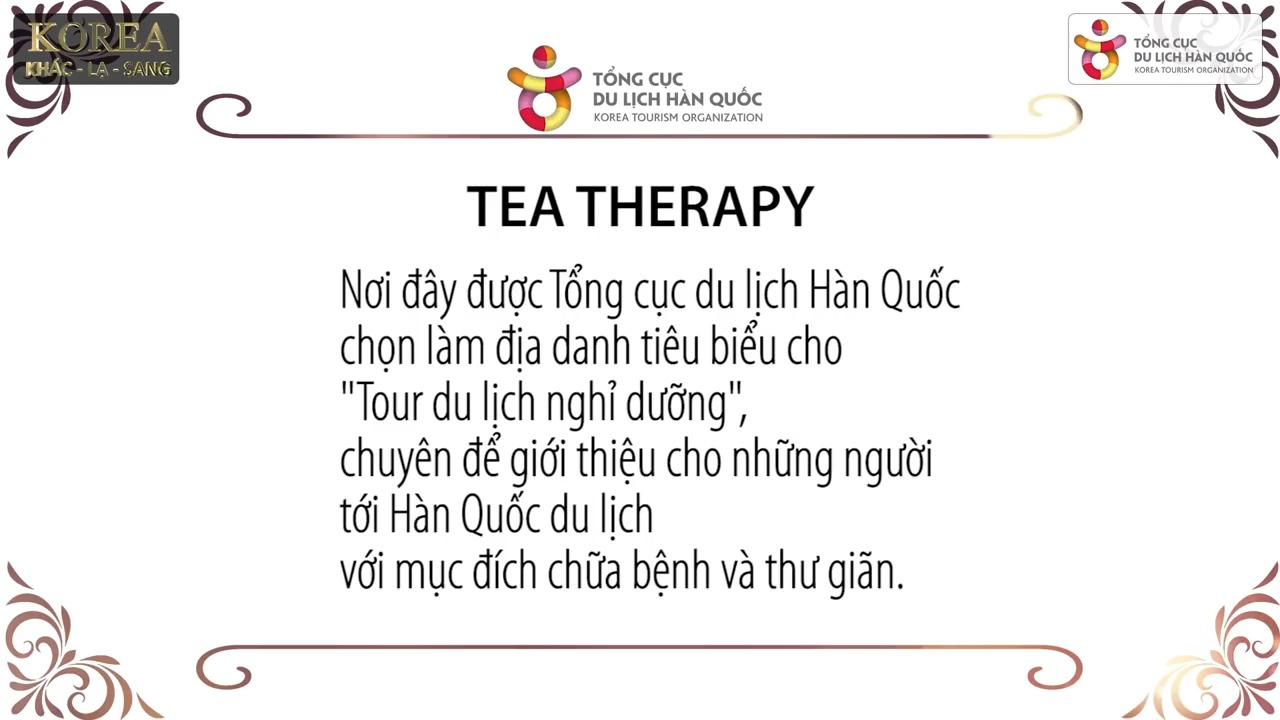 KOREA
KHÁC - LẠ - SANG
TỔNG CỤC
DU LỊCH HÀN QUỐC
KOREA TOURISM ORGANIZATION
TỔNG CỤC
DU LỊCH HÀN QUỐC
KOREA TOURISM ORGANIZATION
TEA THERAPY
Nơi đây được Tổng cục du lịch Hàn Quốc
chọn làm địa danh tiêu biểu cho
"Tour du lịch nghỉ dưỡng",
chuyên để giới thiệu cho những người
tới Hàn Quốc du lịch
với mục đích chữa bệnh và thư giãn.